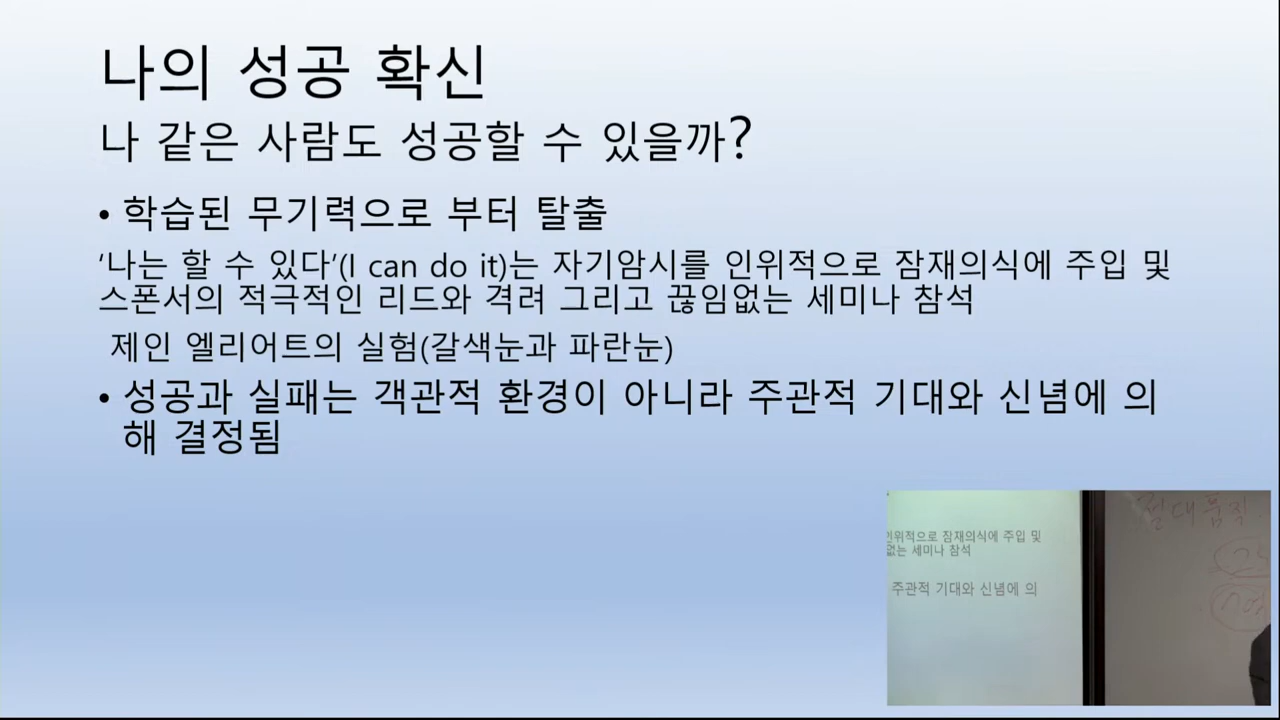 나의 성공 확신
나 같은 사람도 성공할 수 있을까?
• 학습된 무기력으로 부터 탈출
'나는 할 수 있다'(I can do it)는 자기암시를 인위적으로 잠재의식에 주입 및
스폰서의 적극적인 리드와 격려 그리고 끊임없는 세미나 참석
제인 엘리어트의 실험(갈색눈과 파란눈)
• 성공과 실패는 객관적 환경이 아니라 주관적 기대와 신념에 의
해 결정됨
인위적으로 잠재의식에 주입 및
없는 세미나 참석
주관적 기대와 신념에 의
절대품질